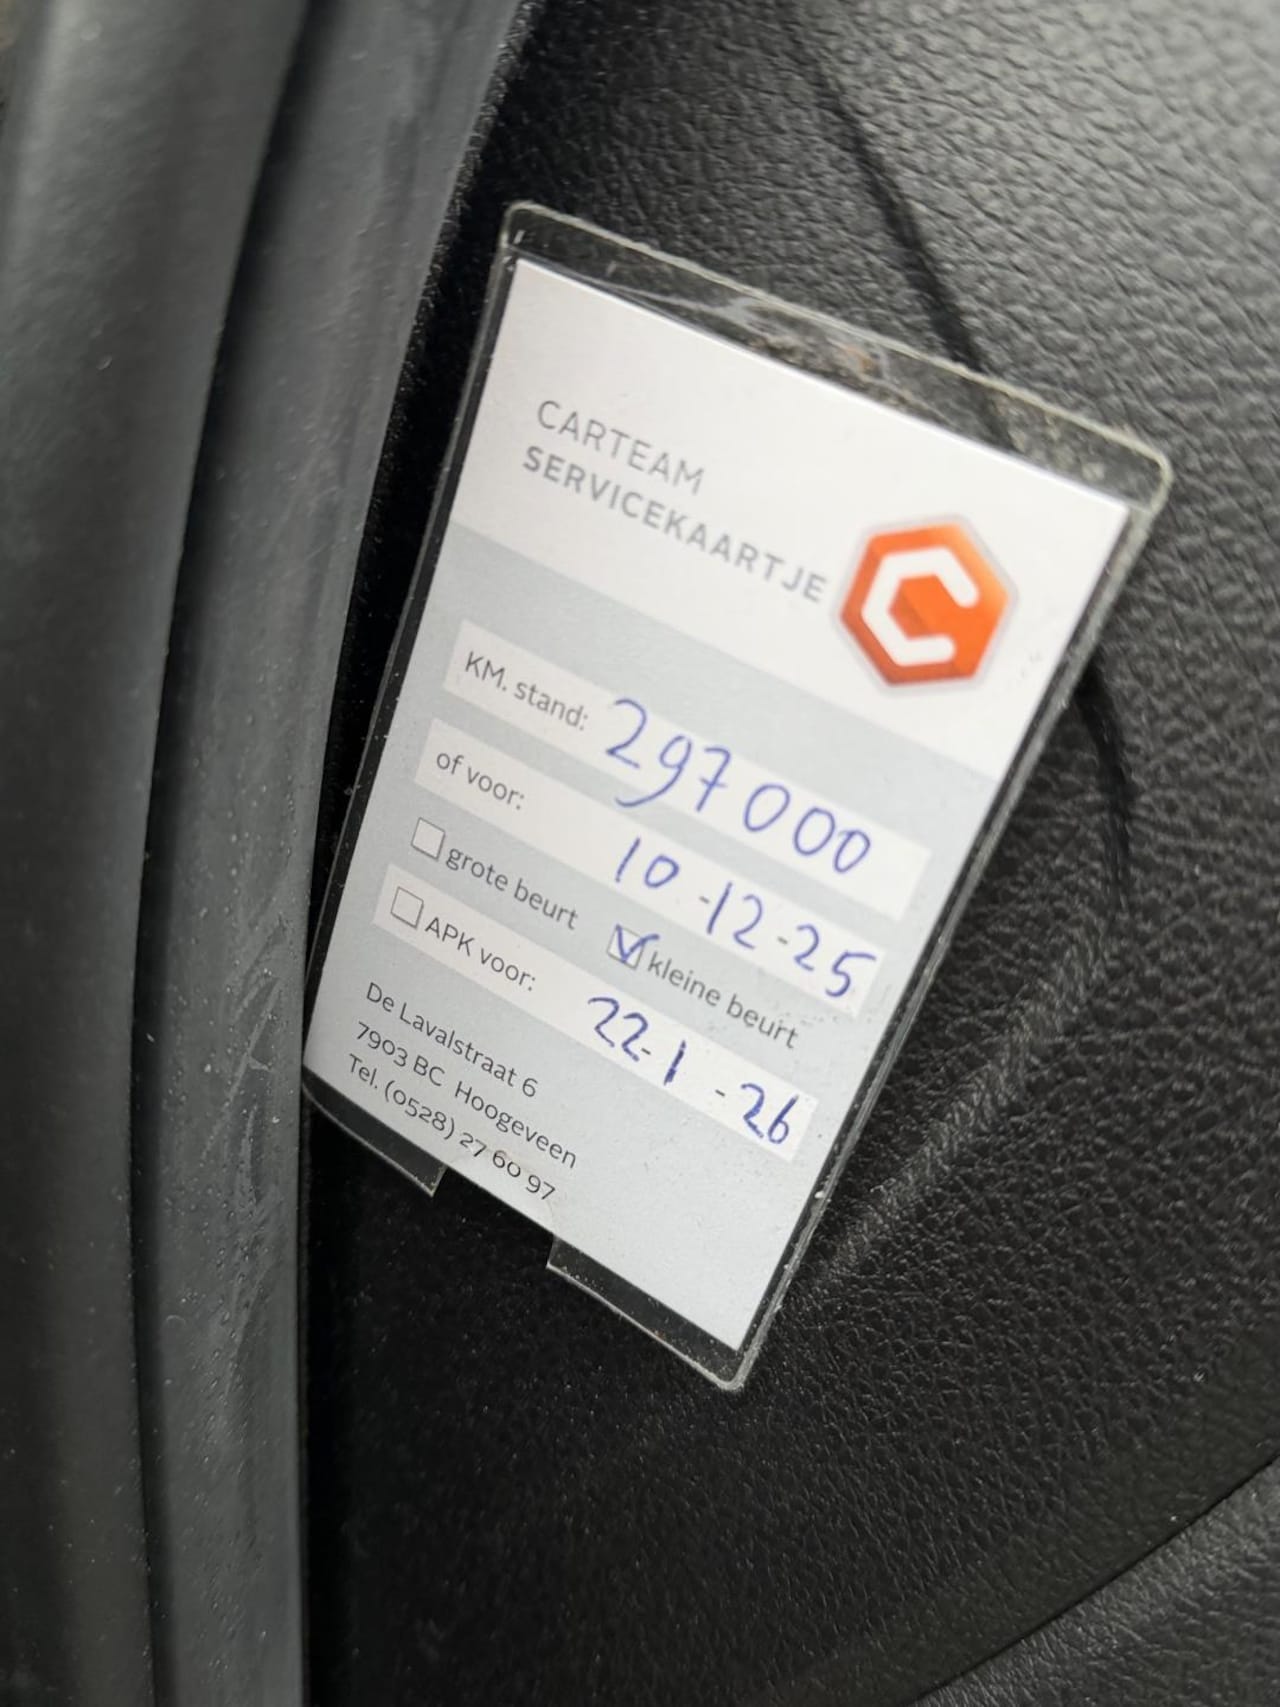 CARTEAM
SERVICEKAARTJE
KM. stand: 297000
of voor: 10-12-25
grote beurt kleine beurt
APK voor: 22-1-26
De Lavalstraat 6
7903 BC Hoogeveen
Tel. (0528) 27 60 97